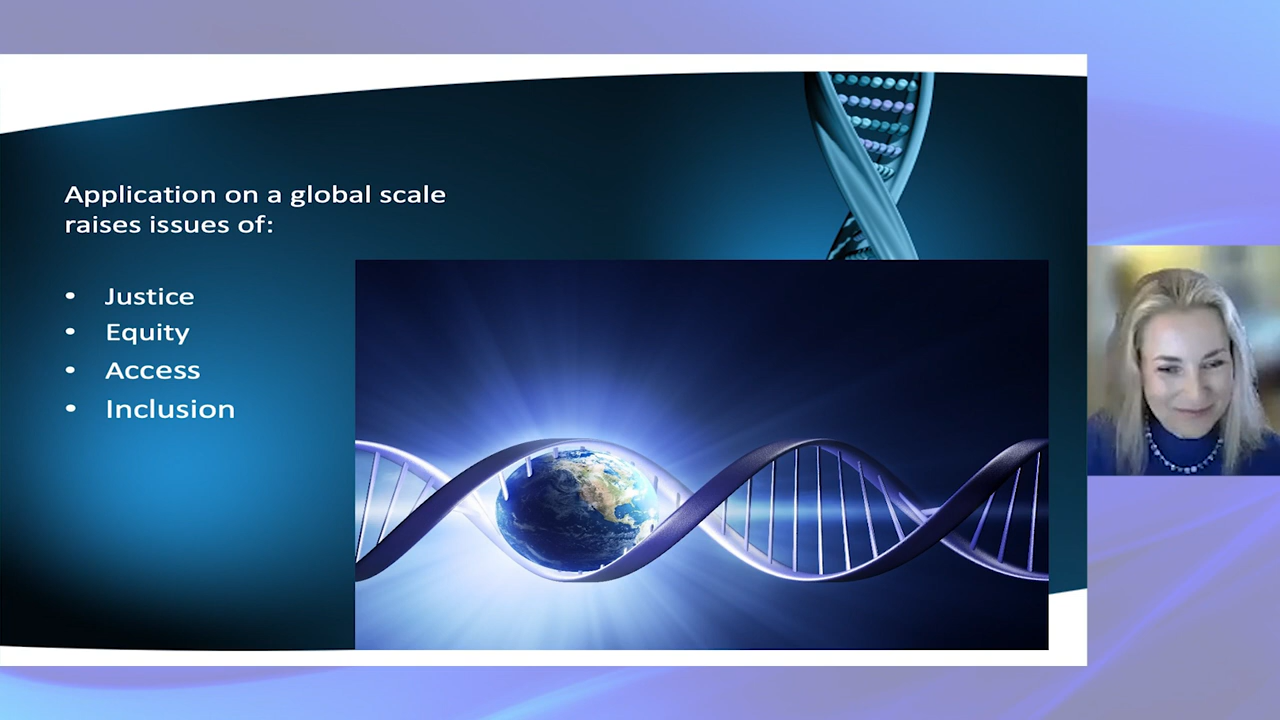 Application on a global scale
raises issues of:
• Justice
• Equity
• Access
• Inclusion